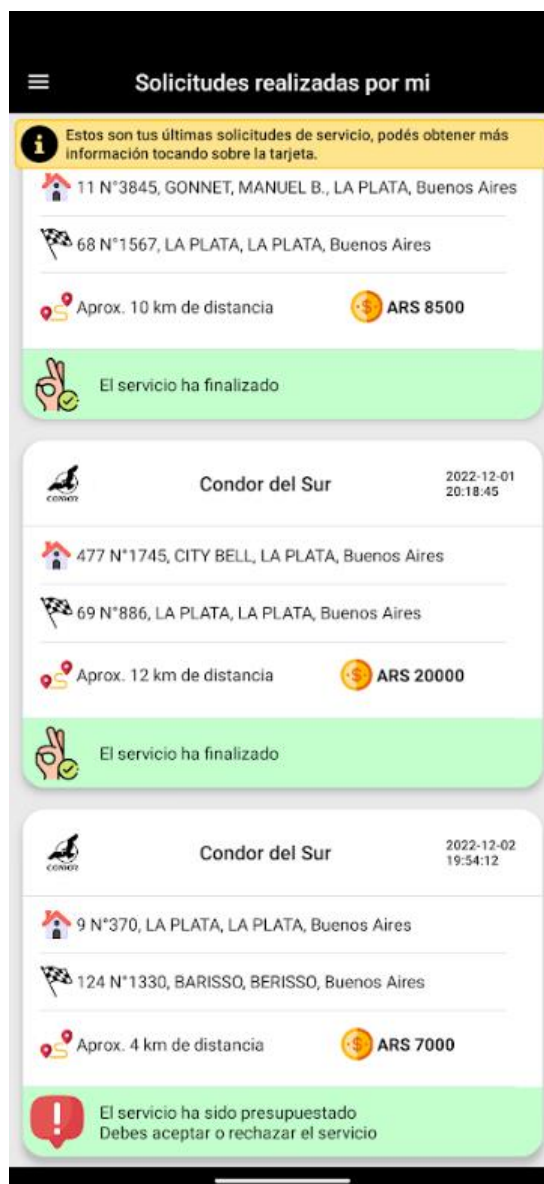 Solicitudes realizadas por mi
Estos son tus últimas solicitudes de servicio, podés obtener más
información tocando sobre la tarjeta.
11 N°3845, GONNET, MANUEL B., LA PLATA, Buenos Aires
68 N°1567, LA PLATA, LA PLATA, Buenos Aires
Aprox. 10 km de distancia ARS 8500
El servicio ha finalizado
CONDOR Condor del Sur 2022-12-01
20:18:45
477 N°1745, CITY BELL, LA PLATA, Buenos Aires
69 N°886, LA PLATA, LA PLATA, Buenos Aires
Aprox. 12 km de distancia ARS 20000
El servicio ha finalizado
CONDOR Condor del Sur 2022-12-02
19:54:12
9 N°370, LA PLATA, LA PLATA, Buenos Aires
124 N°1330, BARISSO, BERISSO, Buenos Aires
Aprox. 4 km de distancia ARS 7000
El servicio ha sido presupuestado
Debes aceptar o rechazar el servicio